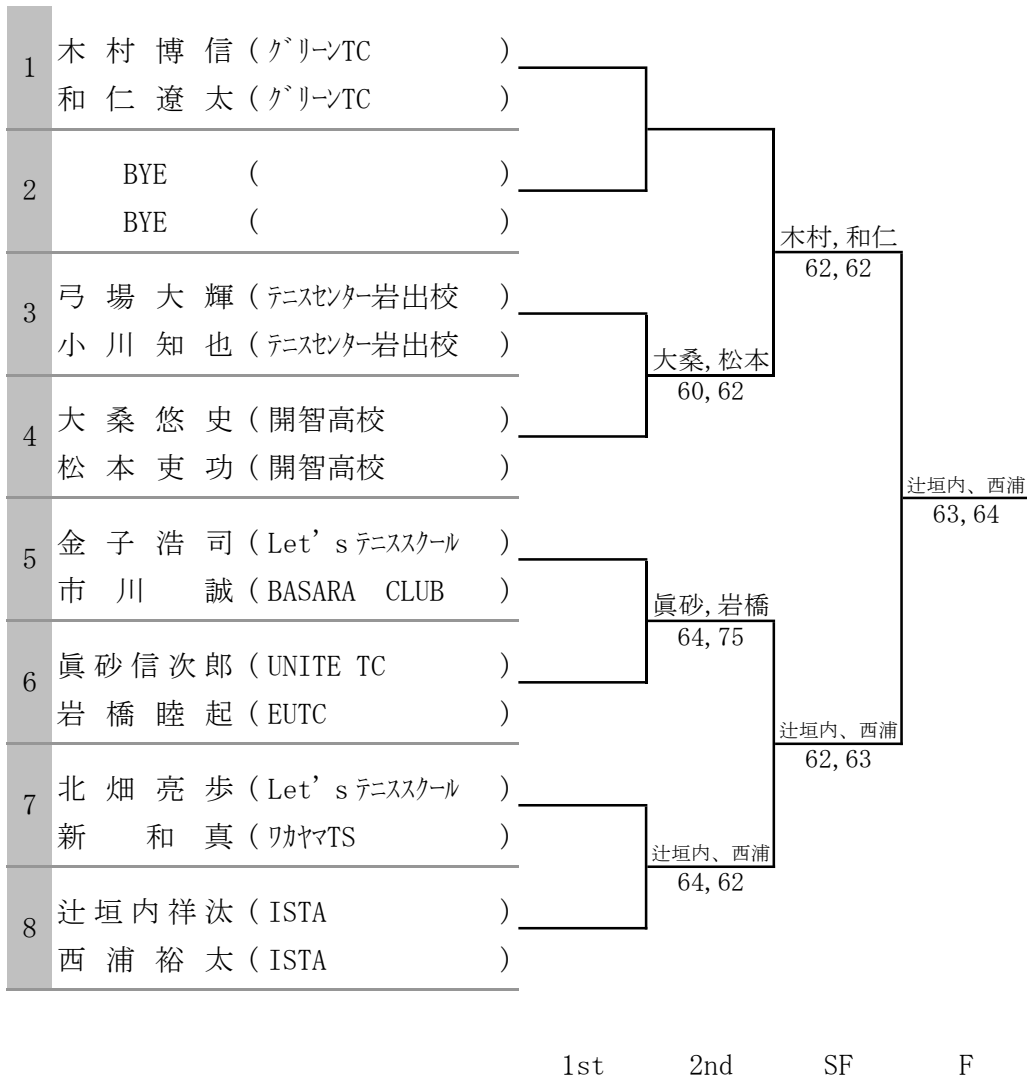 1
木村博信 (グリーンTC )
和仁遼太 (グリーンTC )
2
BYE ( )
BYE ( )
3
弓場大輝 (テニスセンター岩出校 )
小川知也 (テニスセンター岩出校 )
4
大桑悠史 (開智高校 )
松本吏功 (開智高校 )
5
金子浩司 (Let's テニススクール )
市川 誠 (BASARA CLUB )
6
眞砂信次郎 (UNITE TC )
岩橋睦起 (EUTC )
7
北畑亮歩 (Let's テニススクール )
新 和真 (ワカヤマTS )
8
辻垣内祥汰 (ISTA )
西浦裕太 (ISTA )
大桑,松本
60,62
眞砂,岩橋
64,75
辻垣内、西浦
64,62
木村,和仁
62,62
辻垣内、西浦
62,63
辻垣内、西浦
63,64
1st 2nd SF F